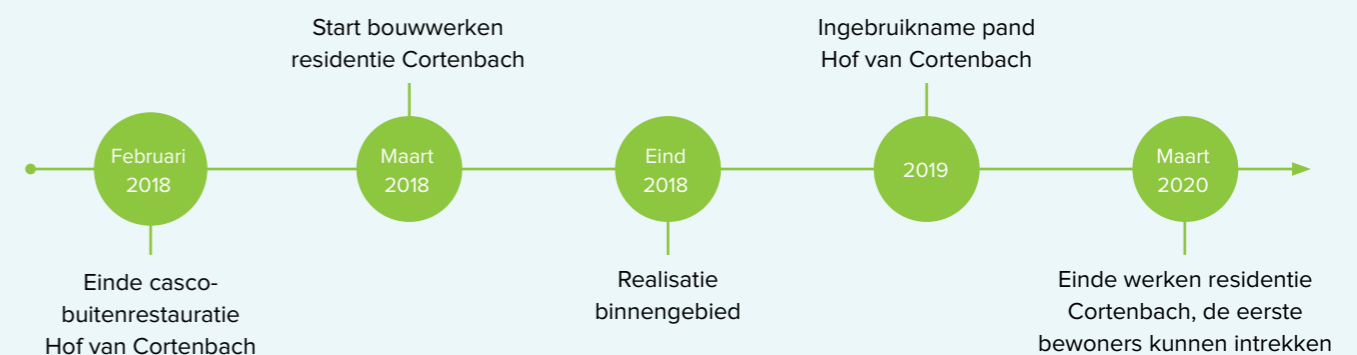 Start bouwwerken
residentie Cortenbach
Ingebruikname pand
Hof van Cortenbach
Februari
2018
Maart
2018
Eind
2018
2019
Maart
2020
Einde casco-
buitenrestauratie
Hof van Cortenbach
Realisatie
binnengebied
Einde werken residentie
Cortenbach, de eerste
bewoners kunnen intrekken